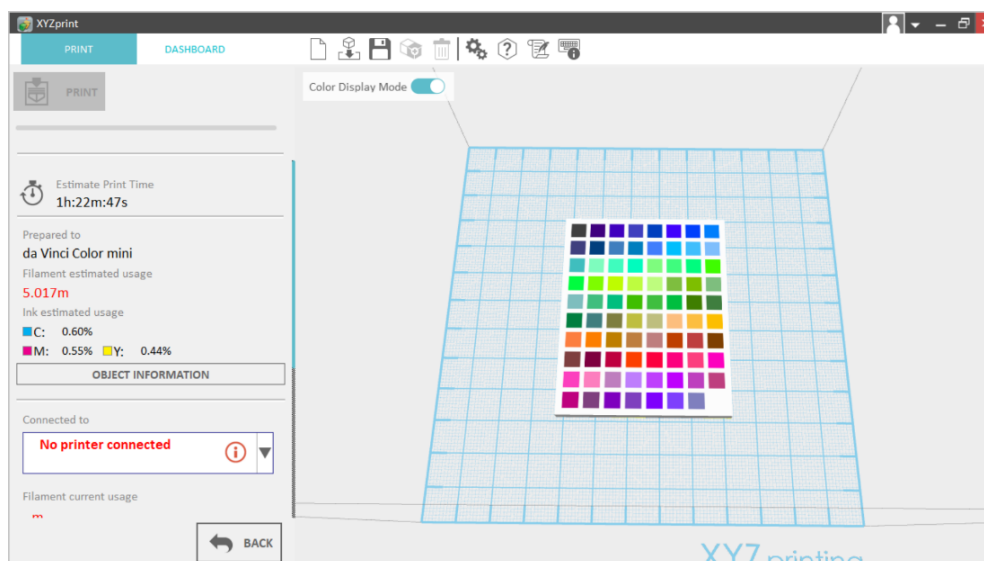 XYZprint
PRINT DASHBOARD
PRINT
Color Display Mode
Estimate Print Time
1h:22m:47s
Prepared to
da Vinci Color mini
Filament estimated usage
5.017m
Ink estimated usage
C: 0.60%
M: 0.55% Y: 0.44%
OBJECT INFORMATION
Connected to
No printer connected
Filament current usage
BACK
XYZprinting